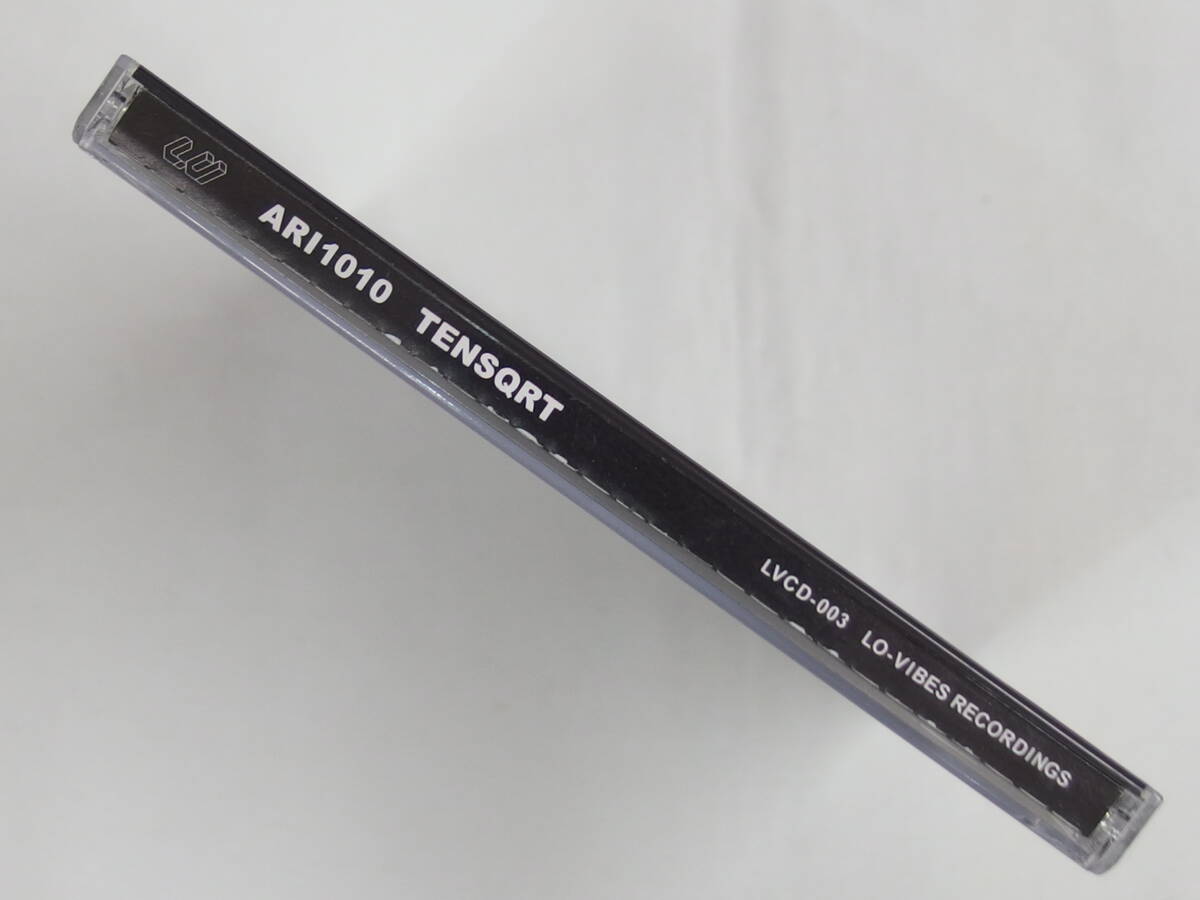 ARI1010 TENSQRT LVCD-003 LO-VIBES RECORDINGS